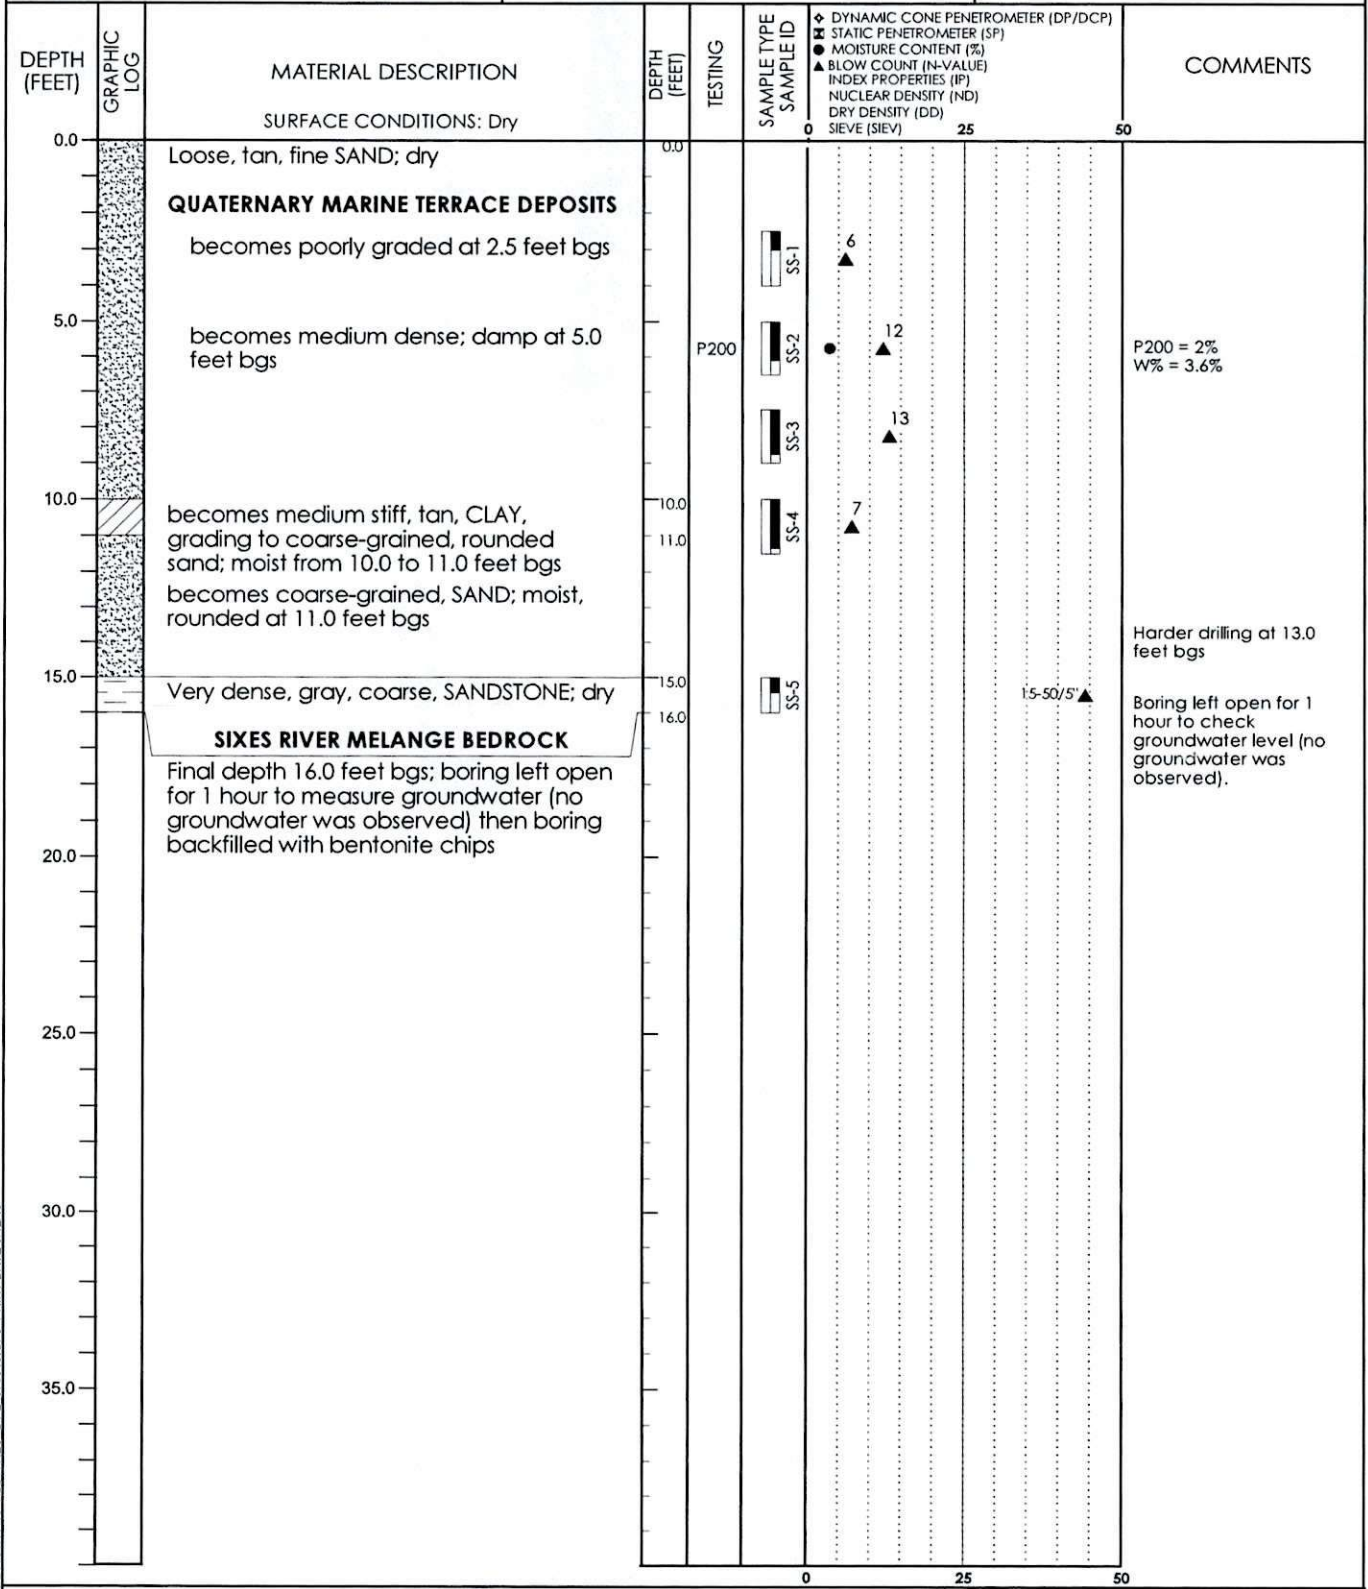 DEPTH
(FEET)
GRAPHIC
LOG
MATERIAL DESCRIPTION
SURFACE CONDITIONS: Dry
DEPTH
(FEET)
TESTING
SAMPLE TYPE
SAMPLE ID
DYNAMIC CONE PENETROMETER (DP/DCP)
STATIC PENETROMETER (SP)
MOISTURE CONTENT (%)
BLOW COUNT (N-VALUE)
INDEX PROPERTIES (IP)
NUCLEAR DENSITY (ND)
DRY DENSITY (DD)
SIEVE (SIEV)
0 25 50
COMMENTS
0.0
Loose, tan, fine SAND; dry
0.0
QUATERNARY MARINE TERRACE DEPOSITS
becomes poorly graded at 2.5 feet bgs
SS-1
6
5.0
becomes medium dense; damp at 5.0
feet bgs
P200
SS-2
12
P200 = 2%
W% = 3.6%
SS-3
13
10.0
becomes medium stiff, tan, CLAY,
grading to coarse-grained, rounded
sand; moist from 10.0 to 11.0 feet bgs
10.0
11.0
SS-4
7
becomes coarse-grained, SAND; moist,
rounded at 11.0 feet bgs
Harder drilling at 13.0
feet bgs
15.0
Very dense, gray, coarse, SANDSTONE; dry
15.0
16.0
SS-5
15-50/5"
SIXES RIVER MELANGE BEDROCK
Boring left open for 1
hour to check
groundwater level (no
groundwater was
observed).
Final depth 16.0 feet bgs; boring left open
for 1 hour to measure groundwater (no
groundwater was observed) then boring
backfilled with bentonite chips
20.0
25.0
30.0
35.0
0 25 50